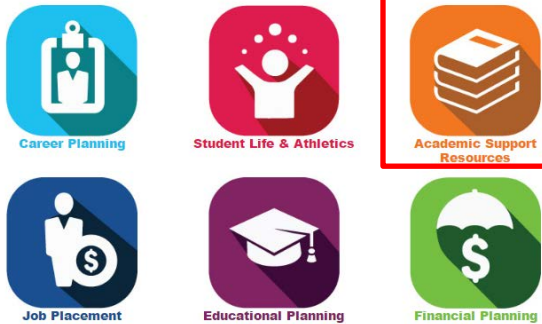 Career Planning
Student Life & Athletics
Academic Support
Resources
$
Job Placement
Educational Planning
$
Financial Planning